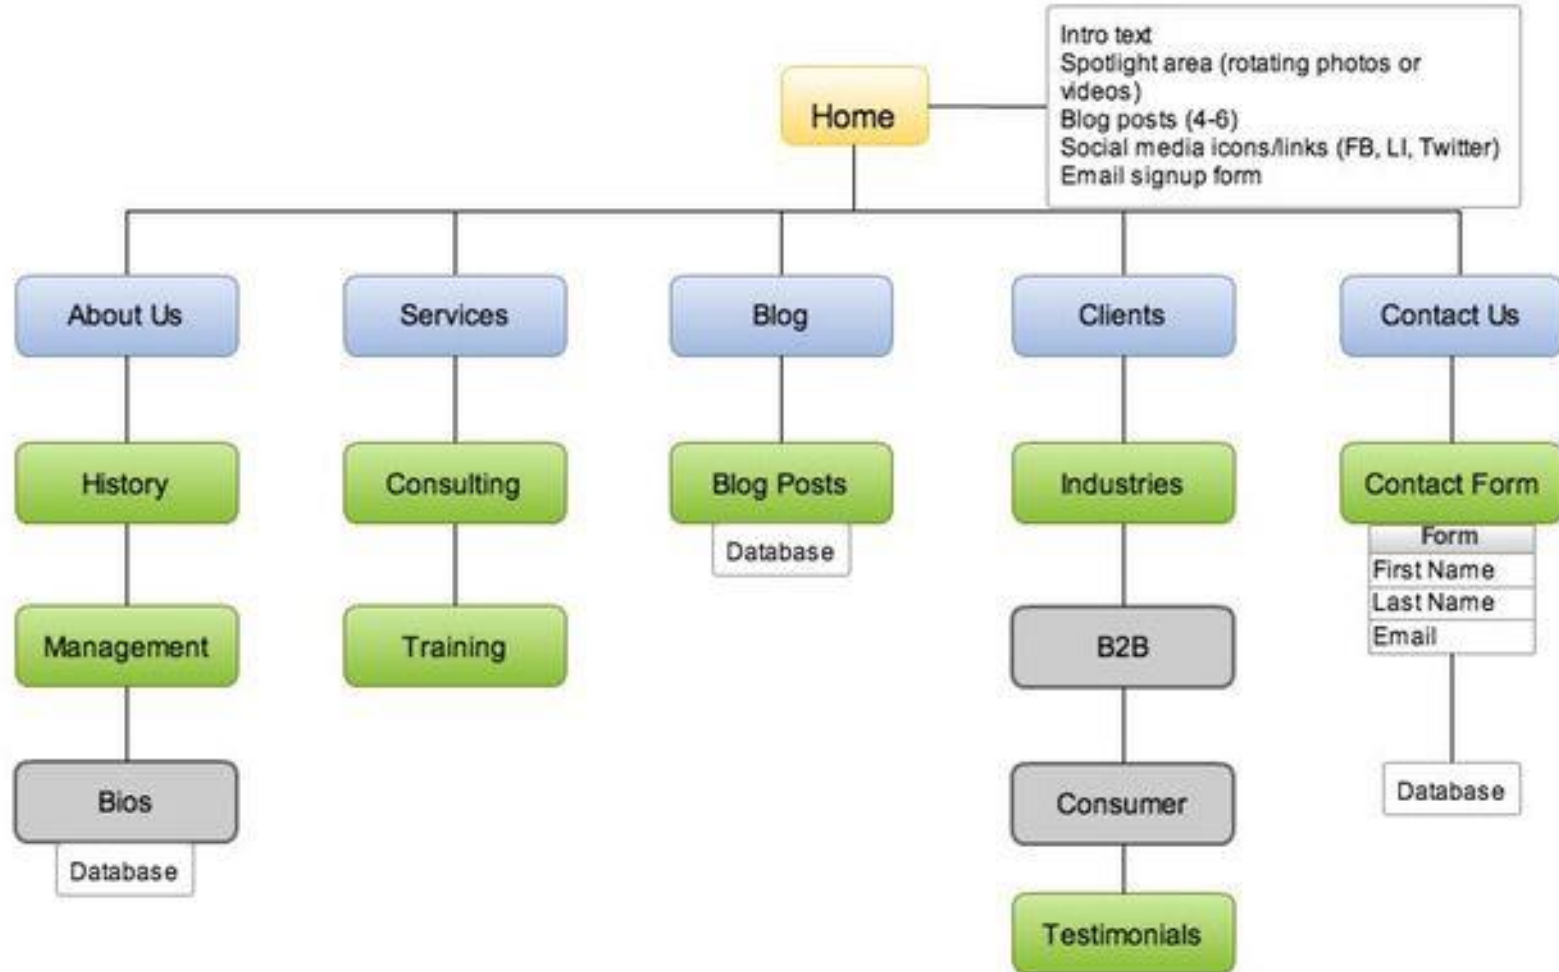 Home
Intro text
Spotlight area (rotating photos or
videos)
Blog posts (4-6)
Social media icons/links (FB, LI, Twitter)
Email signup form
About Us
Services
Blog
Clients
Contact Us
History
Consulting
Blog Posts
Industries
Contact Form
Database
Form
First Name
Last Name
Email
Management
Training
B2B
Bios
Database
Consumer
Database
Testimonials